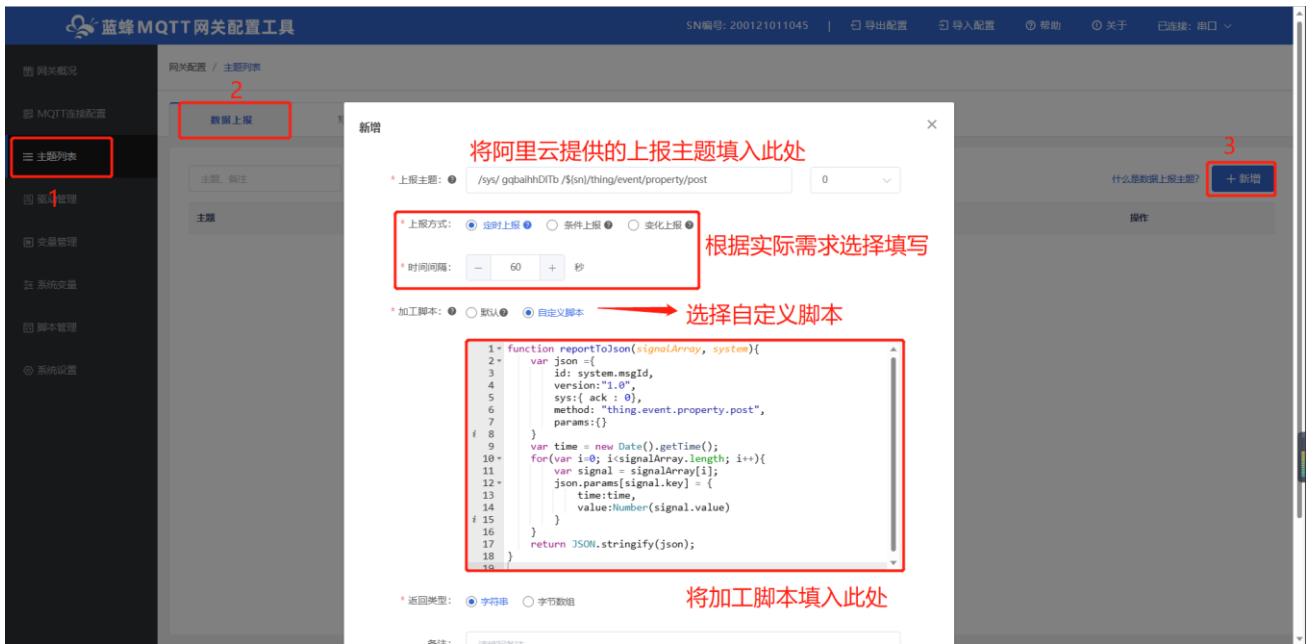 蓝蜂MQTT网关配置工具
SN编号: 200121011045 | 导出配置 导入配置 帮助 关于 已连接: 串口
网关概况
MQTT连接配置
主题列表
1
驱动管理
变量管理
系统变量
脚本管理
系统设置
网关配置 / 主题列表
2
数据上报
主题, 备注
主题
3
什么是数据上报主题? + 新增
操作
新增
将阿里云提供的上报主题填入此处
* 上报主题: /sys/ gqbaihhDITb /$(sn)/thing/event/property/post 0
* 上报方式: 定时上报 条件上报 变化上报
根据实际需求选择填写
* 时间间隔: − 60 + 秒
* 加工脚本: 默认 自定义脚本
选择自定义脚本
1 function reportToJson(signalArray, system){
2 var json ={
3 id: system.msgId,
4 version:"1.0",
5 sys:{ ack : 0},
6 method: "thing.event.property.post",
7 params:{}
i 8 }
9 var time = new Date().getTime();
10 for(var i=0; i<signalArray.length; i++){
11 var signal = signalArray[i];
12 json.params[signal.key] = {
13 time:time,
14 value:Number(signal.value)
i 15 }
16 }
17 return JSON.stringify(json);
18 }
19
* 返回类型: 字符串 字节数组
将加工脚本填入此处
备注: